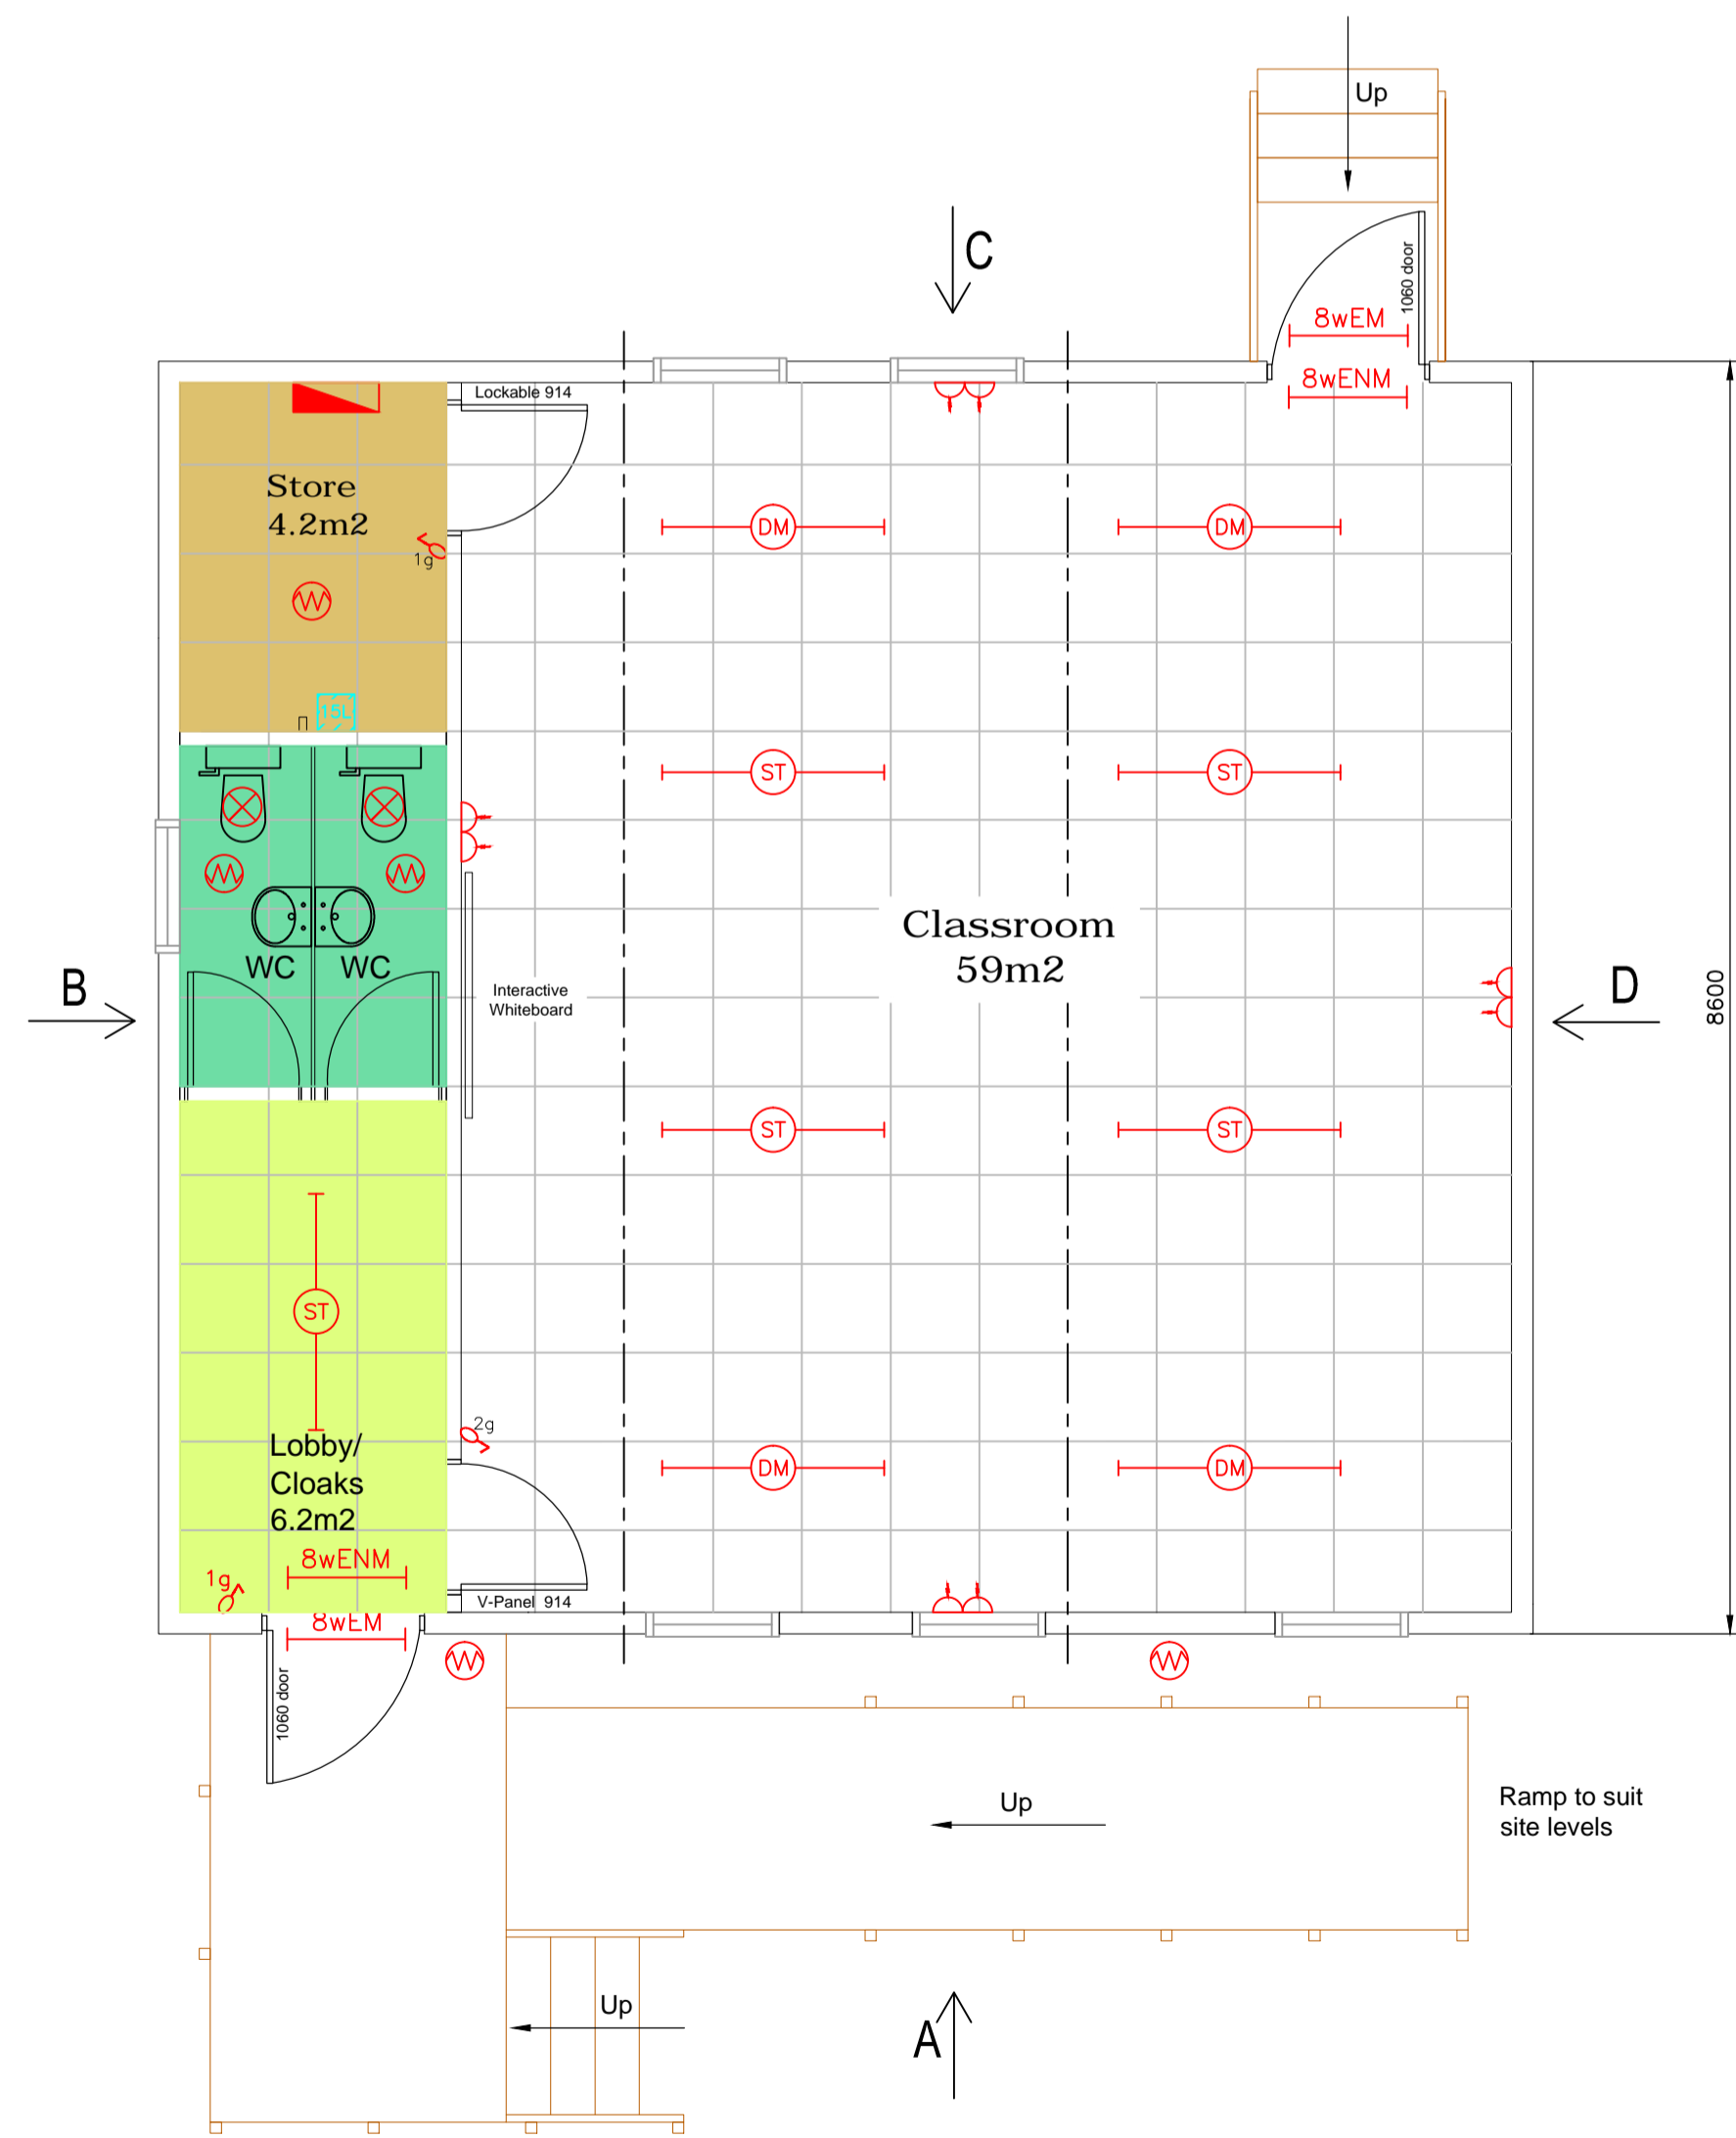 Up
C
1060 door
8wEM
8wENM
Lockable 914
Store
4.2m2
1g
DM
DM
15L
ST
ST
Classroom
59m2
WC
WC
Interactive
Whiteboard
B
D
8600
ST
ST
ST
2g
Lobby/
Cloaks
6.2m2
DM
DM
8wENM
1g
V-Panel 914
8wEM
1060 door
Up
Ramp to suit
site levels
Up
A